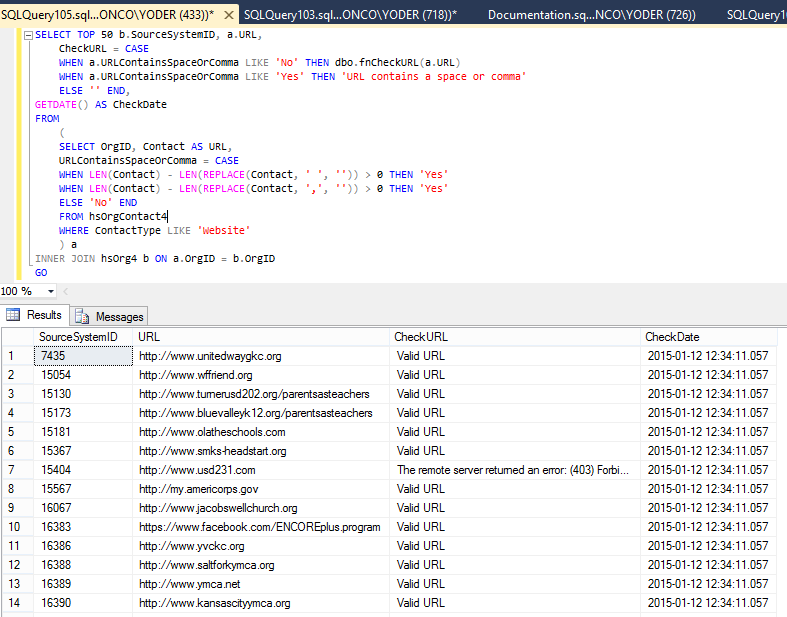 SQLQuery105.sql...ONCO\YODER (433))* ✕ SQLQuery103.sql...ONCO\YODER (718))* Documentation.sq...NCO\YODER (726)) SQLQuery10
SELECT TOP 50 b.SourceSystemID, a.URL,
CheckURL = CASE
WHEN a.URLContainsSpaceOrComma LIKE 'No' THEN dbo.fnCheckURL(a.URL)
WHEN a.URLContainsSpaceOrComma LIKE 'Yes' THEN 'URL contains a space or comma'
ELSE '' END,
GETDATE() AS CheckDate
FROM
(
SELECT OrgID, Contact AS URL,
URLContainsSpaceOrComma = CASE
WHEN LEN(Contact) - LEN(REPLACE(Contact, ' ', '')) > 0 THEN 'Yes'
WHEN LEN(Contact) - LEN(REPLACE(Contact, ',', '')) > 0 THEN 'Yes'
ELSE 'No' END
FROM hsOrgContact4
WHERE ContactType LIKE 'Website'
) a
INNER JOIN hsOrg4 b ON a.OrgID = b.OrgID
GO
100 %
Results Messages
SourceSystemID URL CheckURL CheckDate
1 7435 http://www.unitedwaygkc.org Valid URL 2015-01-12 12:34:11.057
2 15054 http://www.wffriend.org Valid URL 2015-01-12 12:34:11.057
3 15130 http://www.turnerusd202.org/parentsasteachers Valid URL 2015-01-12 12:34:11.057
4 15173 http://www.bluevalleyk12.org/parentsasteachers Valid URL 2015-01-12 12:34:11.057
5 15181 http://www.olatheschools.com Valid URL 2015-01-12 12:34:11.057
6 15367 http://www.smks-headstart.org Valid URL 2015-01-12 12:34:11.057
7 15404 http://www.usd231.com The remote server returned an error: (403) Forbi... 2015-01-12 12:34:11.057
8 15567 http://my.americorps.gov Valid URL 2015-01-12 12:34:11.057
9 16067 http://www.jacobswellchurch.org Valid URL 2015-01-12 12:34:11.057
10 16383 https://www.facebook.com/ENCOREplus.program Valid URL 2015-01-12 12:34:11.057
11 16386 http://www.yvckc.org Valid URL 2015-01-12 12:34:11.057
12 16388 http://www.saltforkymca.org Valid URL 2015-01-12 12:34:11.057
13 16389 http://www.ymca.net Valid URL 2015-01-12 12:34:11.057
14 16390 http://www.kansascityymca.org Valid URL 2015-01-12 12:34:11.057